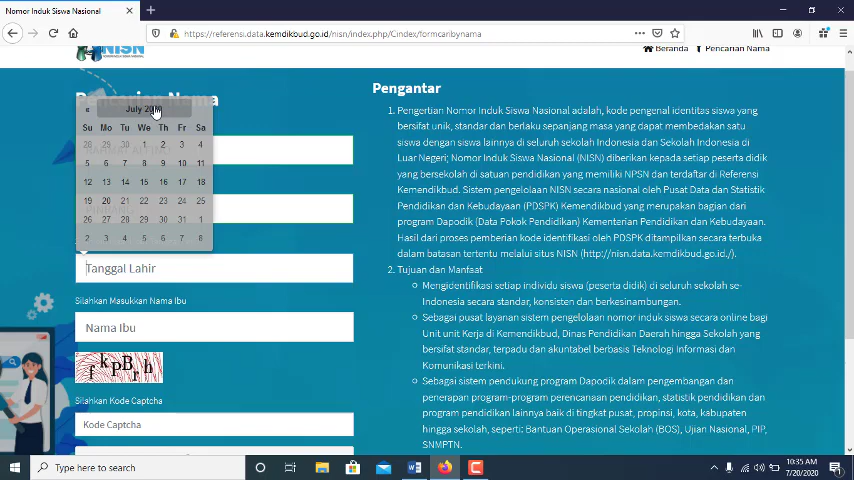 Nomor Induk Siswa Nasional
https://referensi.data.kemdikbud.go.id/nisn/index.php/Cindex/formcaribynama
NISN
Beranda
Pencarian Nama
Pencarian Nama
«
July 2020
Su Mo Tu We Th Fr Sa
28 29 30 1 2 3 4
5 6 7 8 9 10 11
12 13 14 15 16 17 18
19 20 21 22 23 24 25
26 27 28 29 30 31 1
2 3 4 5 6 7 8
Tanggal Lahir
Silahkan Masukkan Nama Ibu
Nama Ibu
fkpBrh
Silahkan Kode Captcha
Kode Captcha
Pengantar
1. Pengertian Nomor Induk Siswa Nasional adalah, kode pengenal identitas siswa yang
bersifat unik, standar dan berlaku sepanjang masa yang dapat membedakan satu
siswa dengan siswa lainnya di seluruh sekolah Indonesia dan Sekolah Indonesia di
Luar Negeri; Nomor Induk Siswa Nasional (NISN) diberikan kepada setiap peserta didik
yang bersekolah di satuan pendidikan yang memiliki NPSN dan terdaftar di Referensi
Kemendikbud. Sistem pengelolaan NISN secara nasional oleh Pusat Data dan Statistik
Pendidikan dan Kebudayaan (PDSPK) Kemendikbud yang merupakan bagian dari
program Dapodik (Data Pokok Pendidikan) Kementerian Pendidikan dan Kebudayaan.
Hasil dari proses pemberian kode identifikasi oleh PDSPK ditampilkan secara terbuka
dalam batasan tertentu melalui situs NISN (http://nisn.data.kemdikbud.go.id./).
2. Tujuan dan Manfaat
Mengidentifikasi setiap individu siswa (peserta didik) di seluruh sekolah se-
Indonesia secara standar, konsisten dan berkesinambungan.
Sebagai pusat layanan sistem pengelolaan nomor induk siswa secara online bagi
Unit unit Kerja di Kemendikbud, Dinas Pendidikan Daerah hingga Sekolah yang
bersifat standar, terpadu dan akuntabel berbasis Teknologi Informasi dan
Komunikasi terkini.
Sebagai sistem pendukung program Dapodik dalam pengembangan dan
penerapan program-program perencanaan pendidikan, statistik pendidikan dan
program pendidikan lainnya baik di tingkat pusat, propinsi, kota, kabupaten
hingga sekolah, seperti: Bantuan Operasional Sekolah (BOS), Ujian Nasional, PIP,
SNMPTN.
Type here to search
10:35 AM
7/20/2020